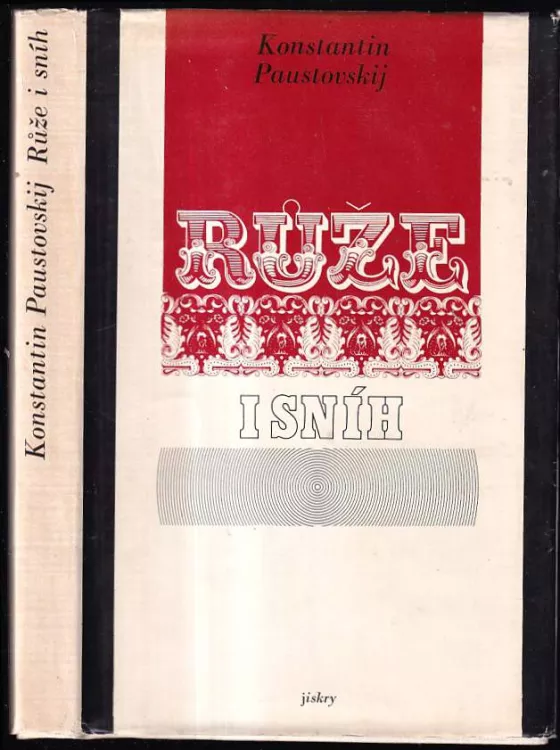 Konstantin Paustovskij Růže i sníh
Konstantin
Paustovskij
RŮŽE
I SNÍH
jiskry